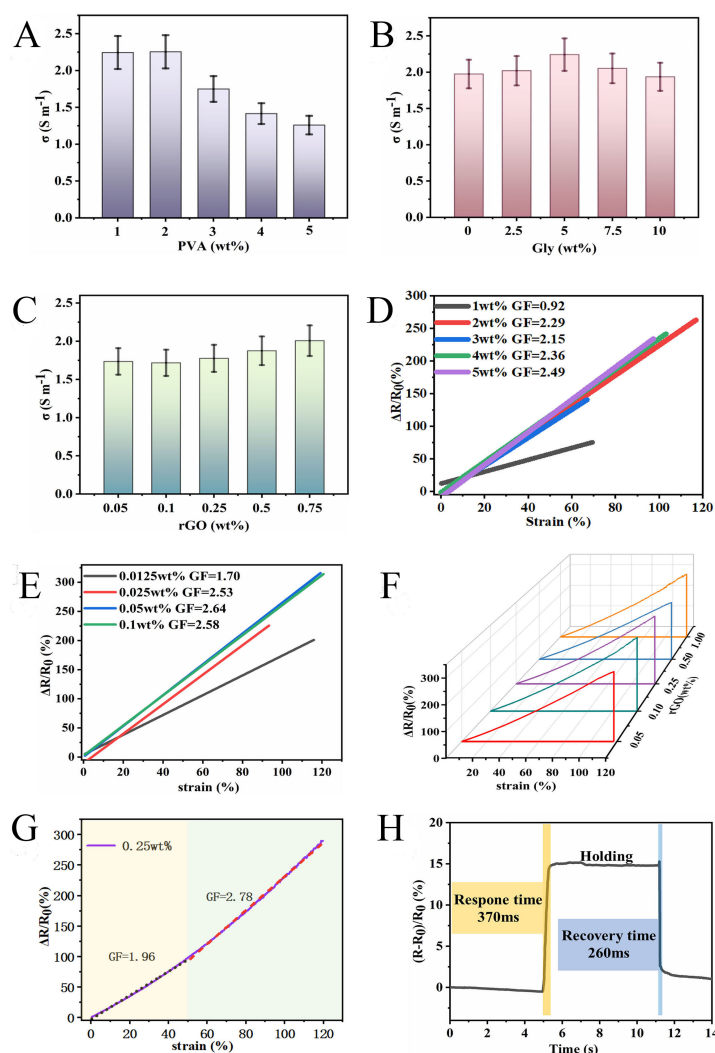 A
B
σ (S m⁻¹)
2.5
2.0
1.5
1.0
0.5
0.0
1 2 3 4 5
PVA (wt%)
σ (S m⁻¹)
2.5
2.0
1.5
1.0
0.5
0.0
0 2.5 5 7.5 10
Gly (wt%)
C
D
σ (S m⁻¹)
2.5
2.0
1.5
1.0
0.5
0.0
0.05 0.1 0.25 0.5 0.75
rGO (wt%)
ΔR/R0(%)
300
250
200
150
100
50
0
1wt% GF=0.92
2wt% GF=2.29
3wt% GF=2.15
4wt% GF=2.36
5wt% GF=2.49
0 20 40 60 80 100 120
Strain (%)
E
F
ΔR/R0 (%)
300
250
200
150
100
50
0
0.0125wt% GF=1.70
0.025wt% GF=2.53
0.05wt% GF=2.64
0.1wt% GF=2.58
0 20 40 60 80 100 120
strain (%)
ΔR/R0(%)
300
250
200
150
100
50
0
20 40 60 80 100 120
strain (%)
0.05 0.10 0.25 0.50 1.00
rGO(wt%)
G
H
ΔR/R0 (%)
300
250
200
150
100
50
0
0.25wt%
GF=2.78
GF=1.96
0 20 40 60 80 100 120
strain (%)
(R-R0)/R0 (%)
20
15
10
5
0
Holding
Respone time
370ms
Recovery time
260ms
0 2 4 6 8 10 12 14
Time (s)